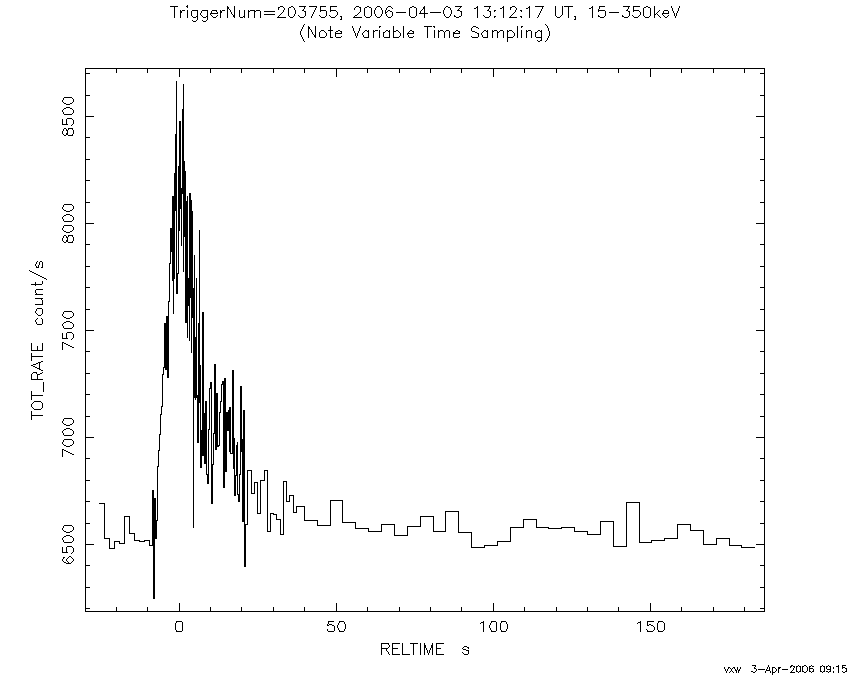 TriggerNum=203755, 2006-04-03 13:12:17 UT, 15-350keV
(Note Variable Time Sampling)
8500
8000
7500
7000
6500
TOT_RATE count/s
0 50 100 150
RELTIME s
vxw 3-Apr-2006 09:15